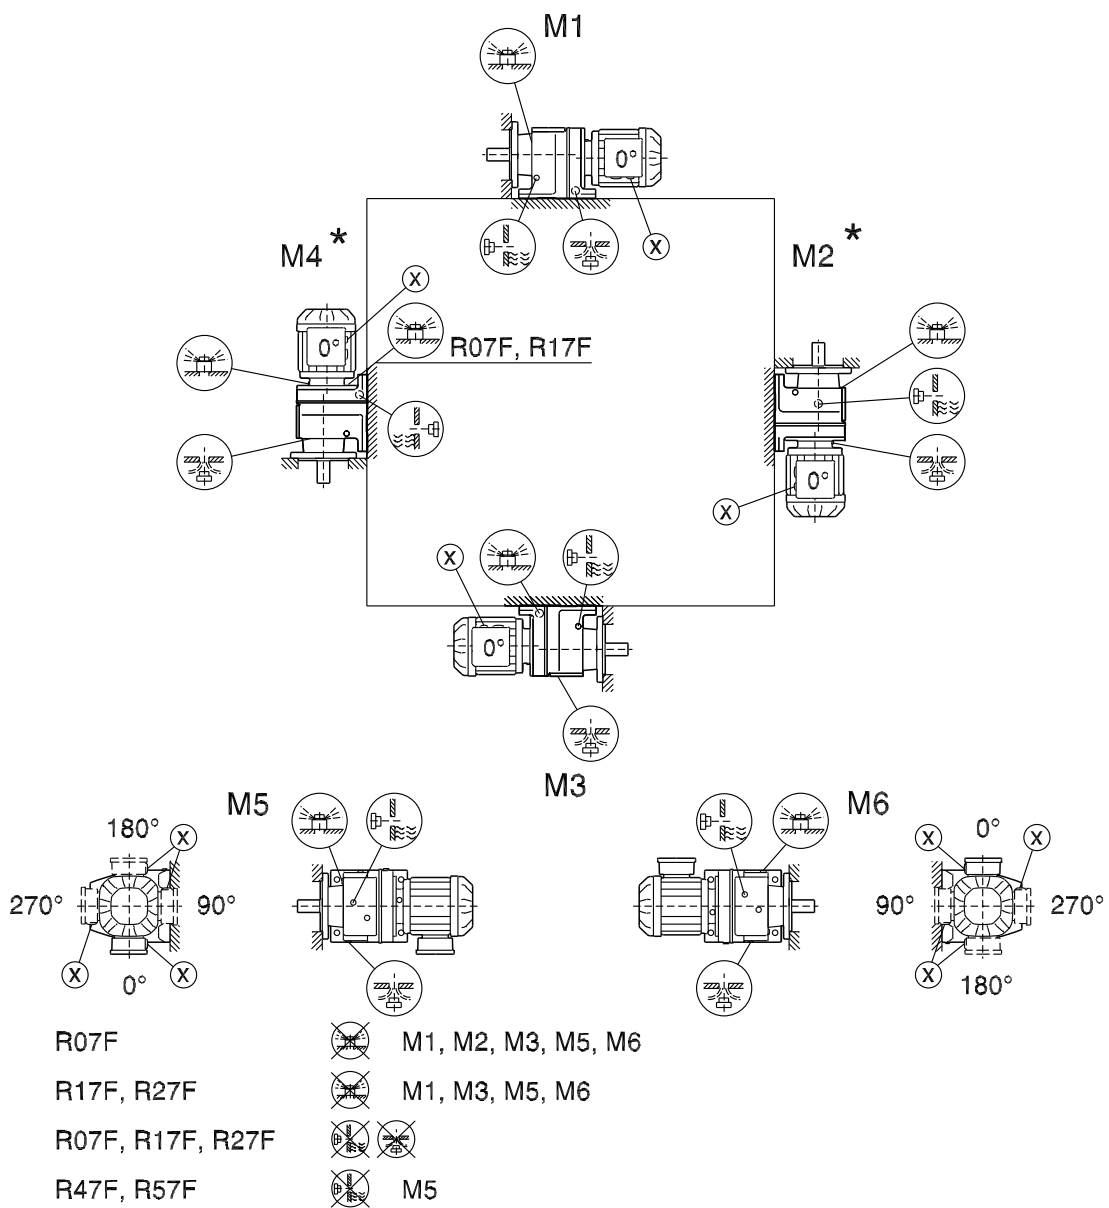 M1
0°
X
M4 *
M2 *
X
0°
R07F, R17F
0°
X
X
0°
M3
M5
M6
180°
X
0°
X
X
270°
90°
90°
270°
X
0°
X
X
180°
R07F M1, M2, M3, M5, M6
R17F, R27F M1, M3, M5, M6
R07F, R17F, R27F
R47F, R57F M5